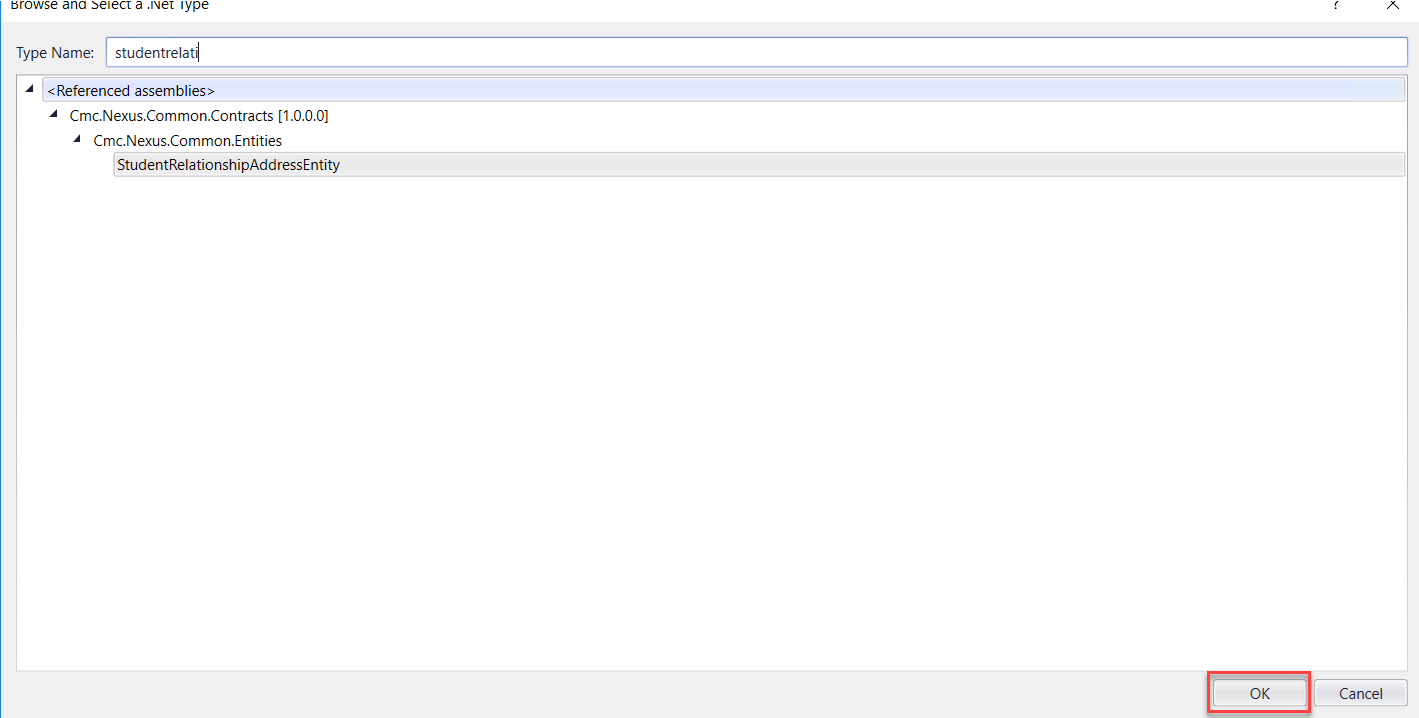 Browse and Select a .Net Type ?
Type Name: studentrelati
<Referenced assemblies>
Cmc.Nexus.Common.Contracts [1.0.0.0]
Cmc.Nexus.Common.Entities
StudentRelationshipAddressEntity
OK Cancel